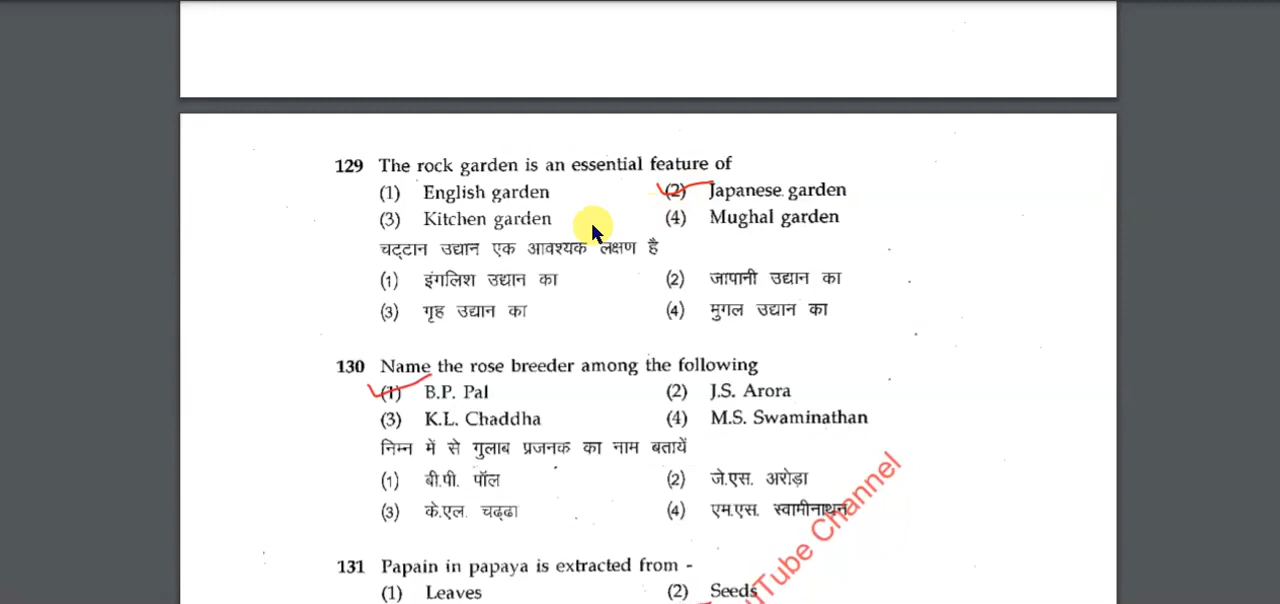 129 The rock garden is an essential feature of
(1) English garden (2) Japanese garden
(3) Kitchen garden (4) Mughal garden
चट्टान उद्यान एक आवश्यक लक्षण है
(1) इंगलिश उद्यान का (2) जापानी उद्यान का
(3) गृह उद्यान का (4) मुगल उद्यान का
130 Name the rose breeder among the following
(1) B.P. Pal (2) J.S. Arora
(3) K.L. Chaddha (4) M.S. Swaminathan
निम्न में से गुलाब प्रजनक का नाम बतायें
(1) बी.पी. पॉल (2) जे.एस. अरोड़ा
(3) के.एल. चढ्ढा (4) एम.एस. स्वामीनाथन
131 Papain in papaya is extracted from -
(1) Leaves (2) Seeds
Channel